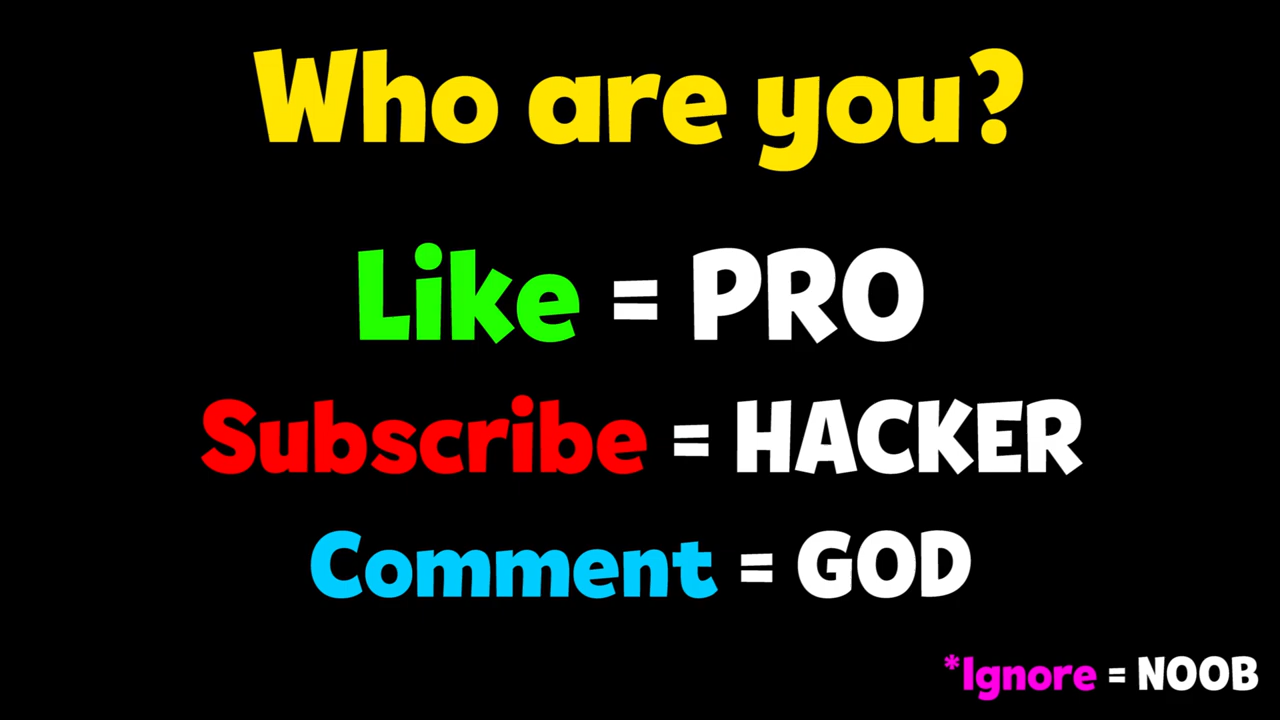 Who are you?
Like = PRO
Subscribe = HACKER
Comment = GOD
*Ignore = NOOB